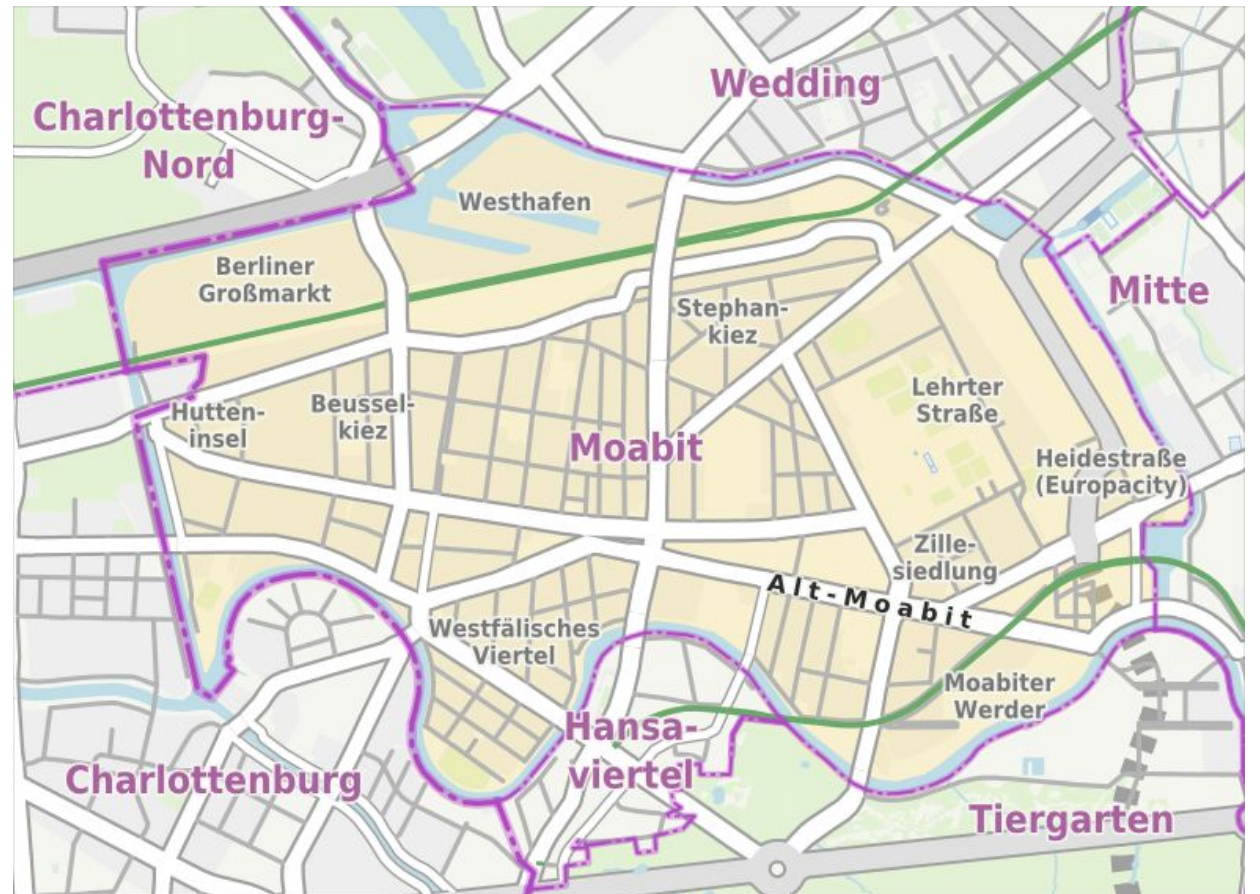 Wedding
Charlottenburg-
Nord
Westhafen
Berliner
Großmarkt
Mitte
Stephan-
kiez
Lehrter
Straße
Hutten-
insel
Beussel-
kiez
Moabit
Heidestraße
(Europacity)
Zille-
siedlung
Alt-Moabit
Westfälisches
Viertel
Moabiter
Werder
Hansa-
viertel
Charlottenburg
Tiergarten